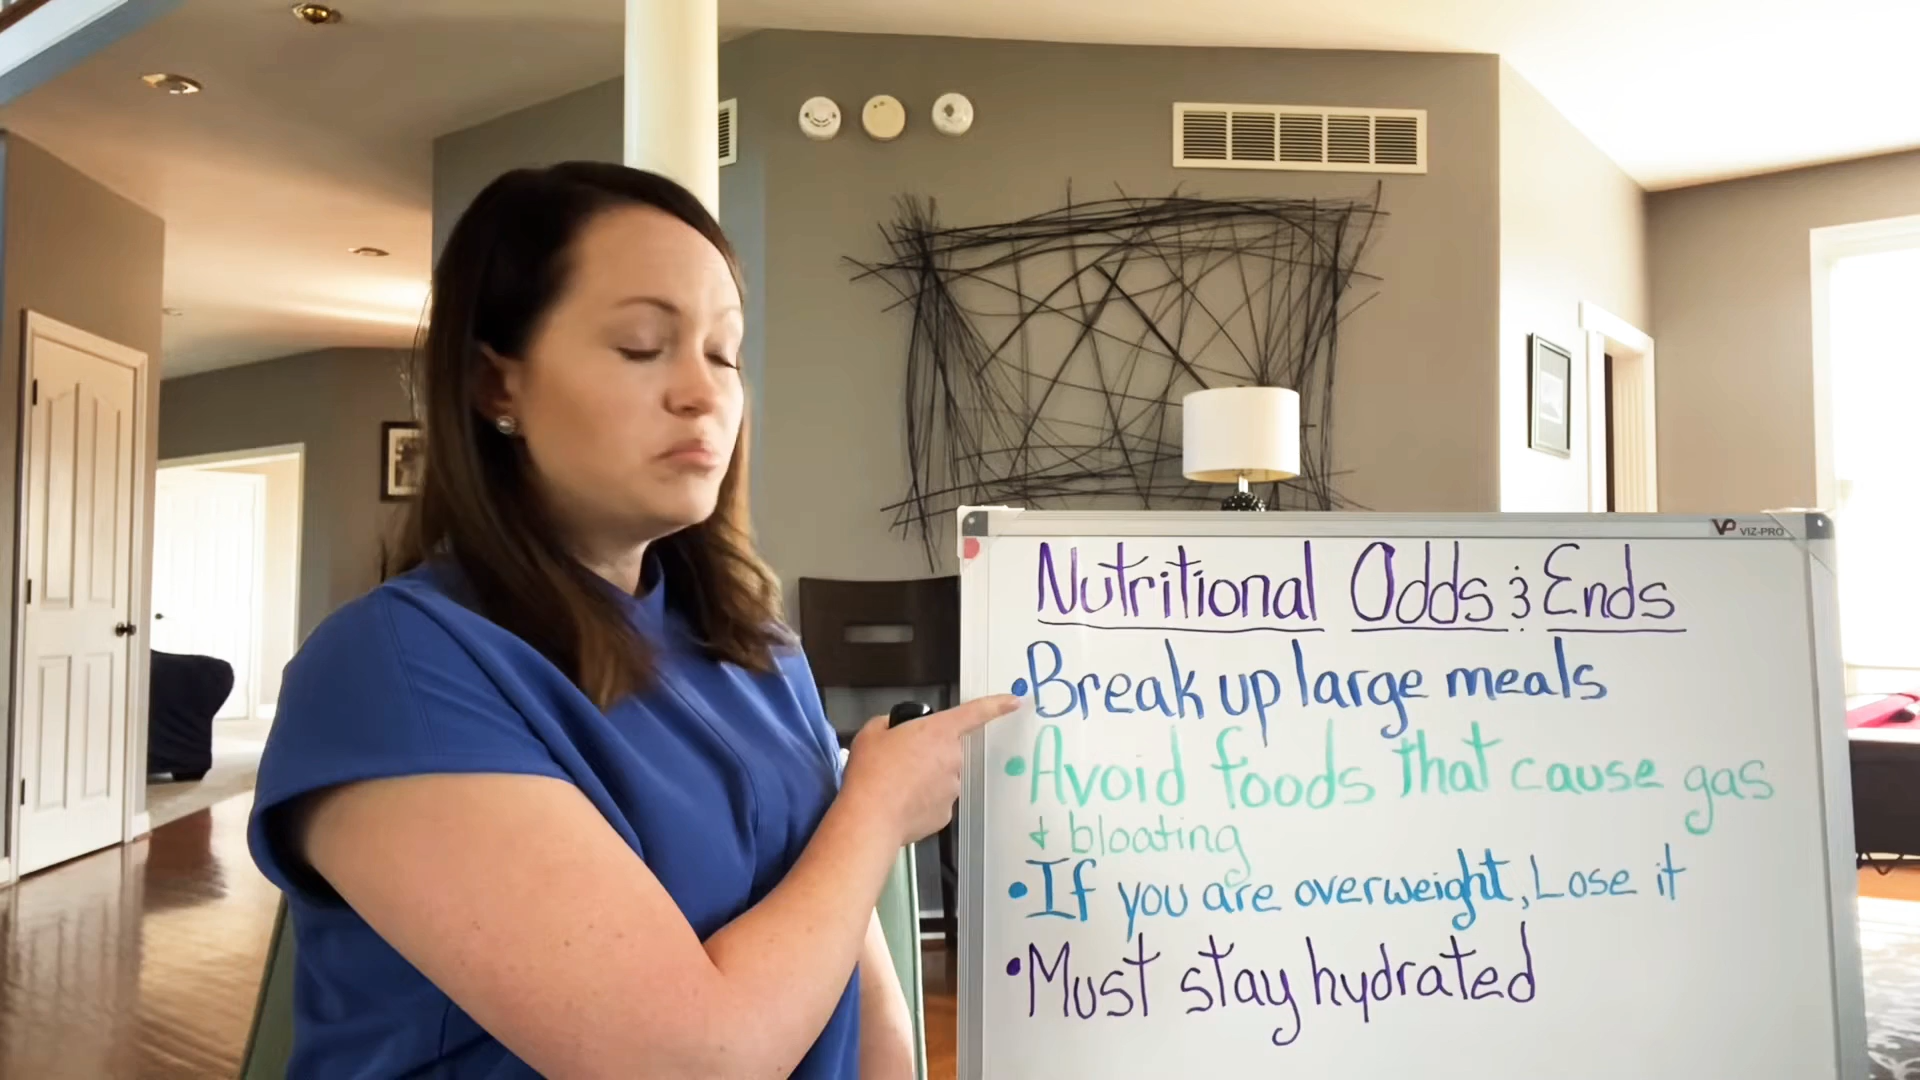 VP VIZ-PRO
Nutritional Odds & Ends
•Break up large meals
•Avoid foods that cause gas
+ bloating
•If you are overweight, Lose it
•Must stay hydrated